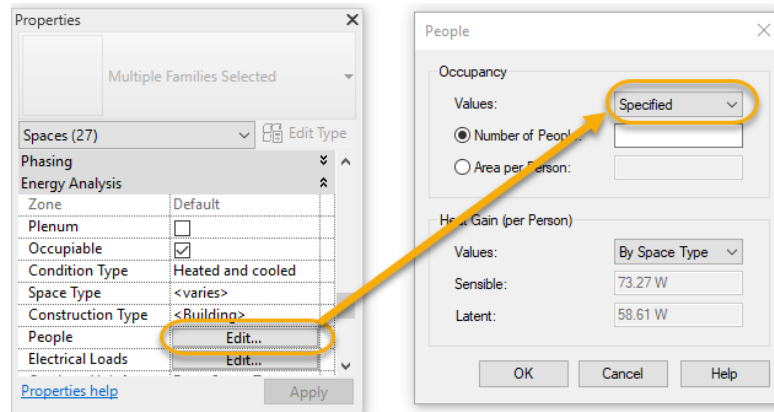 Properties
Multiple Families Selected
Spaces (27)
Edit Type
Phasing
Energy Analysis
Zone Default
Plenum
Occupiable
Condition Type Heated and cooled
Space Type <varies>
Construction Type <Building>
People Edit...
Electrical Loads Edit...
Properties help
Apply
People
Occupancy
Values: Specified
Number of People:
Area per Person:
Heat Gain (per Person)
Values: By Space Type
Sensible: 73.27 W
Latent: 58.61 W
OK Cancel Help